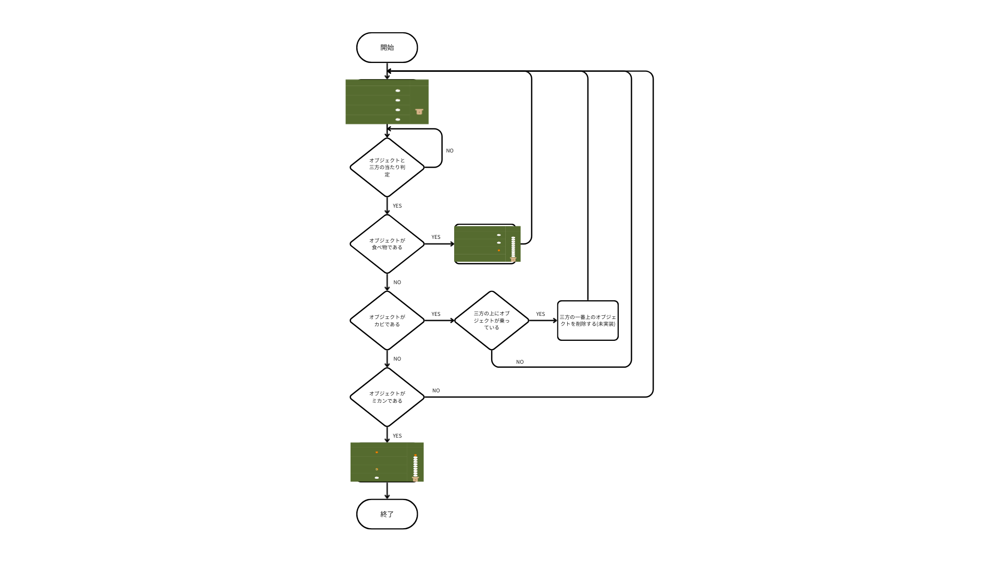 開始
NO
オブジェクトと
三方の当たり判
定
YES
オブジェクトが
食べ物である
YES
NO
オブジェクトが
カビである
YES
三方の上にオブ
ジェクトが乗っ
ている
YES
三方の一番上のオブジェ
クトを削除する(未実装)
NO
NO
オブジェクトが
ミカンである
NO
YES
終了